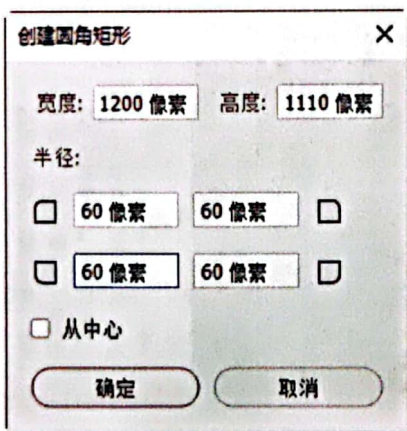 创建圆角矩形
宽度: 1200 像素 高度: 1110 像素
半径:
60 像素 60 像素
60 像素 60 像素
从中心
确定 取消